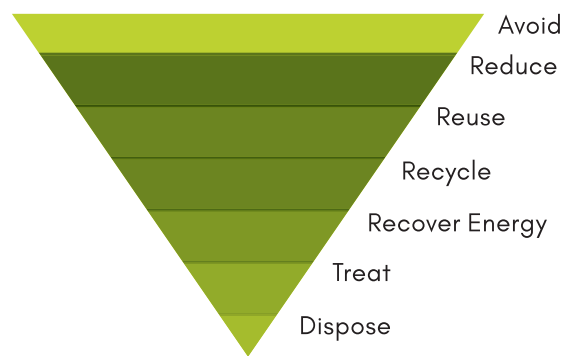 Avoid
Reduce
Reuse
Recycle
Recover Energy
Treat
Dispose